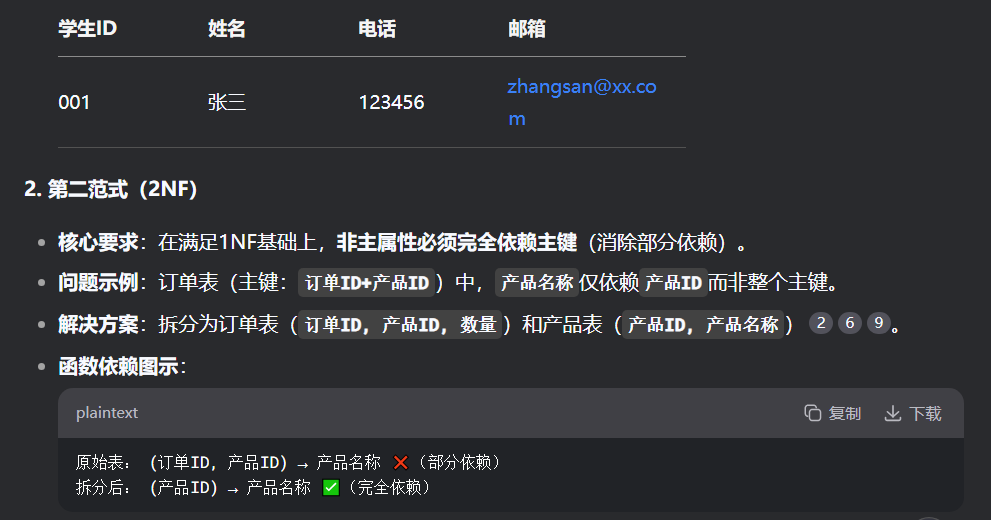 学生ID 姓名 电话 邮箱
001 张三 123456 zhangsan@xx.co
m
2. 第二范式（2NF）
核心要求：在满足1NF基础上，非主属性必须完全依赖主键（消除部分依赖）。
问题示例：订单表（主键：订单ID+产品ID）中，产品名称仅依赖产品ID而非整个主键。
解决方案：拆分为订单表（订单ID, 产品ID, 数量）和产品表（产品ID, 产品名称） 2 6 9。
函数依赖图示：
plaintext 复制 下载
原始表： (订单ID, 产品ID) → 产品名称 ❌（部分依赖）
拆分后： (产品ID) → 产品名称 ✅（完全依赖）